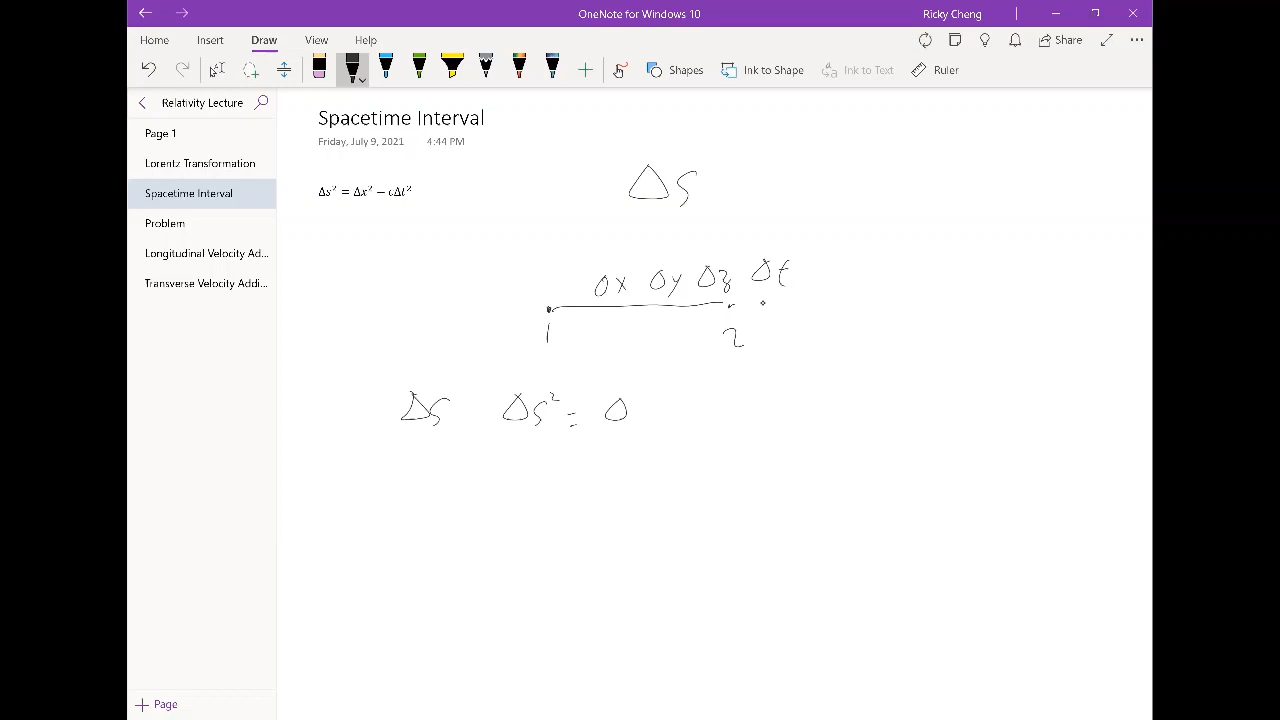 OneNote for Windows 10
Ricky Cheng
Home Insert Draw View Help
Share
Shapes Ink to Shape Ink to Text Ruler
Relativity Lecture
Page 1
Lorentz Transformation
Spacetime Interval
Problem
Longitudinal Velocity Ad...
Transverse Velocity Addi...
Page
Spacetime Interval
Friday, July 9, 2021 4:44 PM
Δs² = Δx² − cΔt²
Δs
Δx Δy Δz Δt
1 2
Δs Δs² = Δ